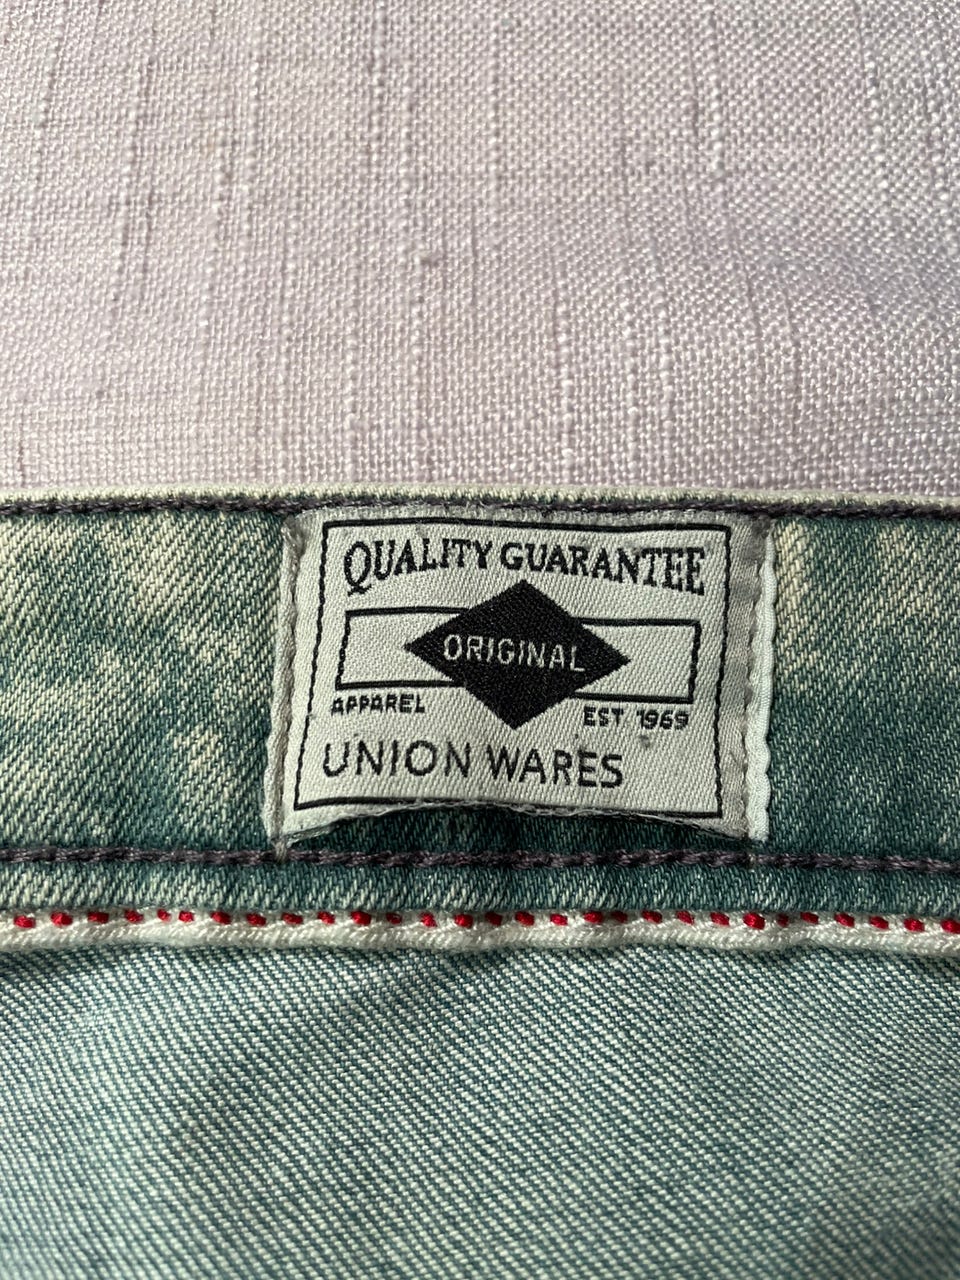 QUALITY GUARANTEE
ORIGINAL
APPAREL EST 1969
UNION WARES